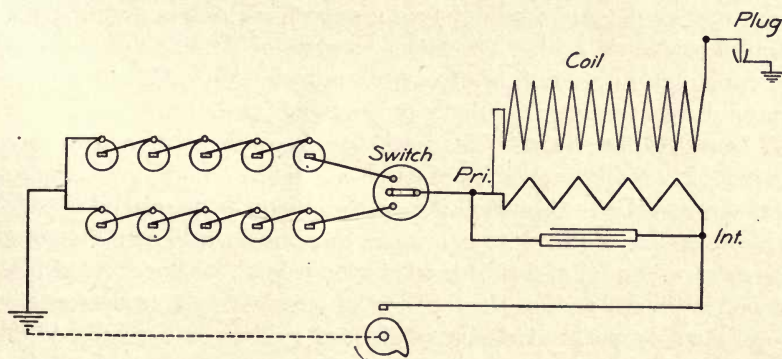 Plug
Coil
Switch
Pri.
Int.